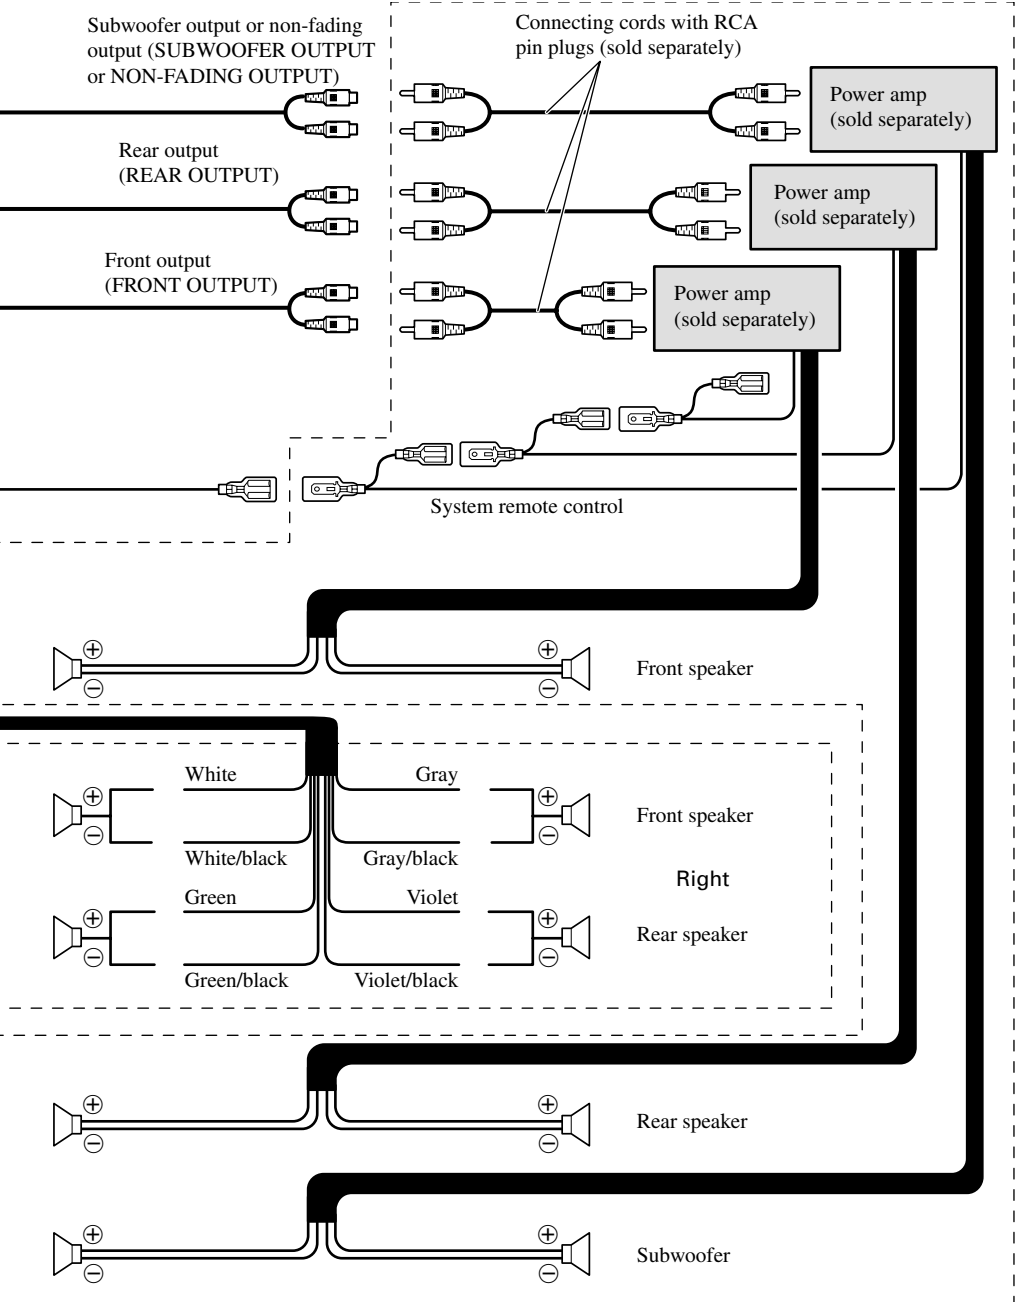 Subwoofer output or non-fading
output (SUBWOOFER OUTPUT
or NON-FADING OUTPUT)
Connecting cords with RCA
pin plugs (sold separately)
Power amp
(sold separately)
Rear output
(REAR OUTPUT)
Power amp
(sold separately)
Front output
(FRONT OUTPUT)
Power amp
(sold separately)
System remote control
⊕
⊖
⊕
⊖
Front speaker
White
Gray
⊕
⊖
⊕
⊖
Front speaker
White/black
Gray/black
Right
Green
Violet
⊕
⊖
⊕
⊖
Rear speaker
Green/black
Violet/black
⊕
⊖
⊕
⊖
Rear speaker
⊕
⊖
⊕
⊖
Subwoofer